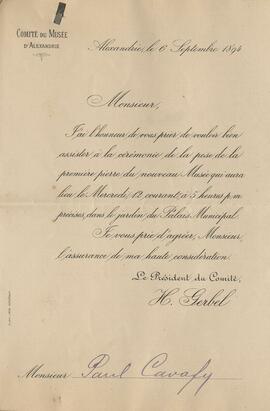 COMITÉ DU MUSÉE
D'ALEXANDRIE
Alexandrie, le 6 Septembre 1894
Monsieur,
J'ai l'honneur de vous prier de vouloir bien
assister à la cérémonie de la pose de la
première pierre du nouveau Musée qui aura
lieu le Mercredi, 12, courant, à 5 heures p.m.
précises, dans le jardin du Palais Municipal.
Je vous prie d'agréer, Monsieur,
l'assurance de ma haute considération.
Le Président du Comité,
H. Gerbel
Monsieur Paul Cavafy